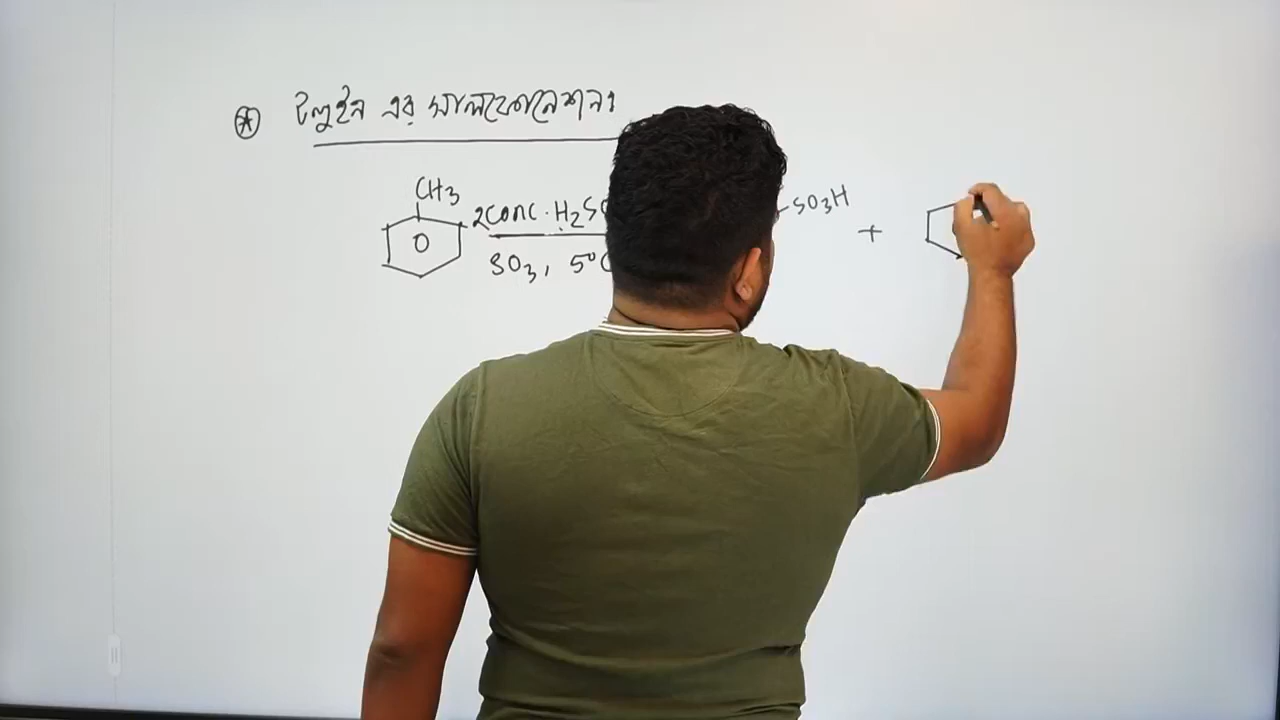 টলুইন এর সালফোনেশনঃ
CH3
2conc. H2S
SO3H
+
SO3, 5°C